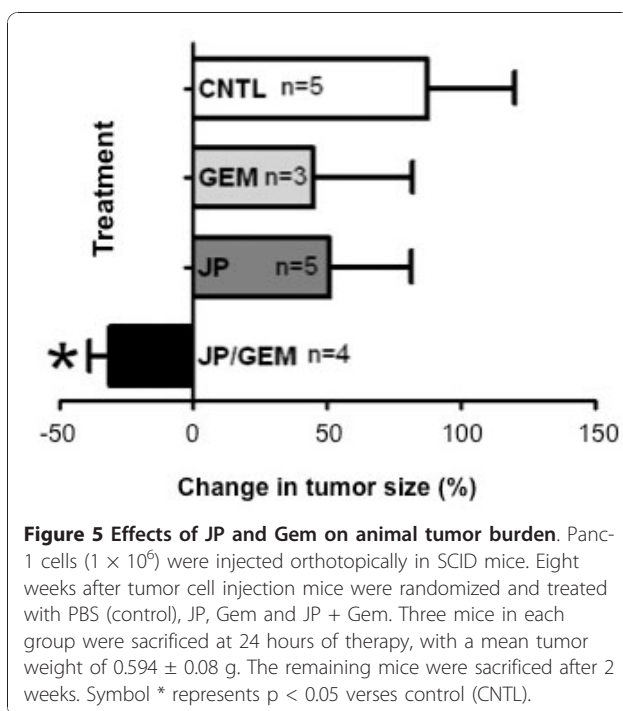 Treatment
CNTL n=5
GEM n=3
JP n=5
* JP/GEM n=4
-50 0 50 100 150
Change in tumor size (%)
Figure 5 Effects of JP and Gem on animal tumor burden. Panc-
1 cells (1 × 10⁶) were injected orthotopically in SCID mice. Eight
weeks after tumor cell injection mice were randomized and treated
with PBS (control), JP, Gem and JP + Gem. Three mice in each
group were sacrificed at 24 hours of therapy, with a mean tumor
weight of 0.594 ± 0.08 g. The remaining mice were sacrificed after 2
weeks. Symbol * represents p < 0.05 verses control (CNTL).